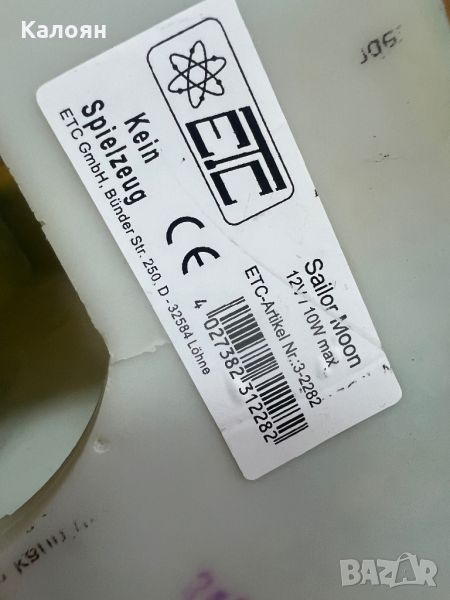 Калоян
ETC
Kein
Spielzeug
ETC GmbH, Bünder Str. 250, D - 32584 Löhne
CE
Sailor Moon
12V / 10W max.
ETC-Artikel Nr.:3-2282
4 027382 312282
BAZAR